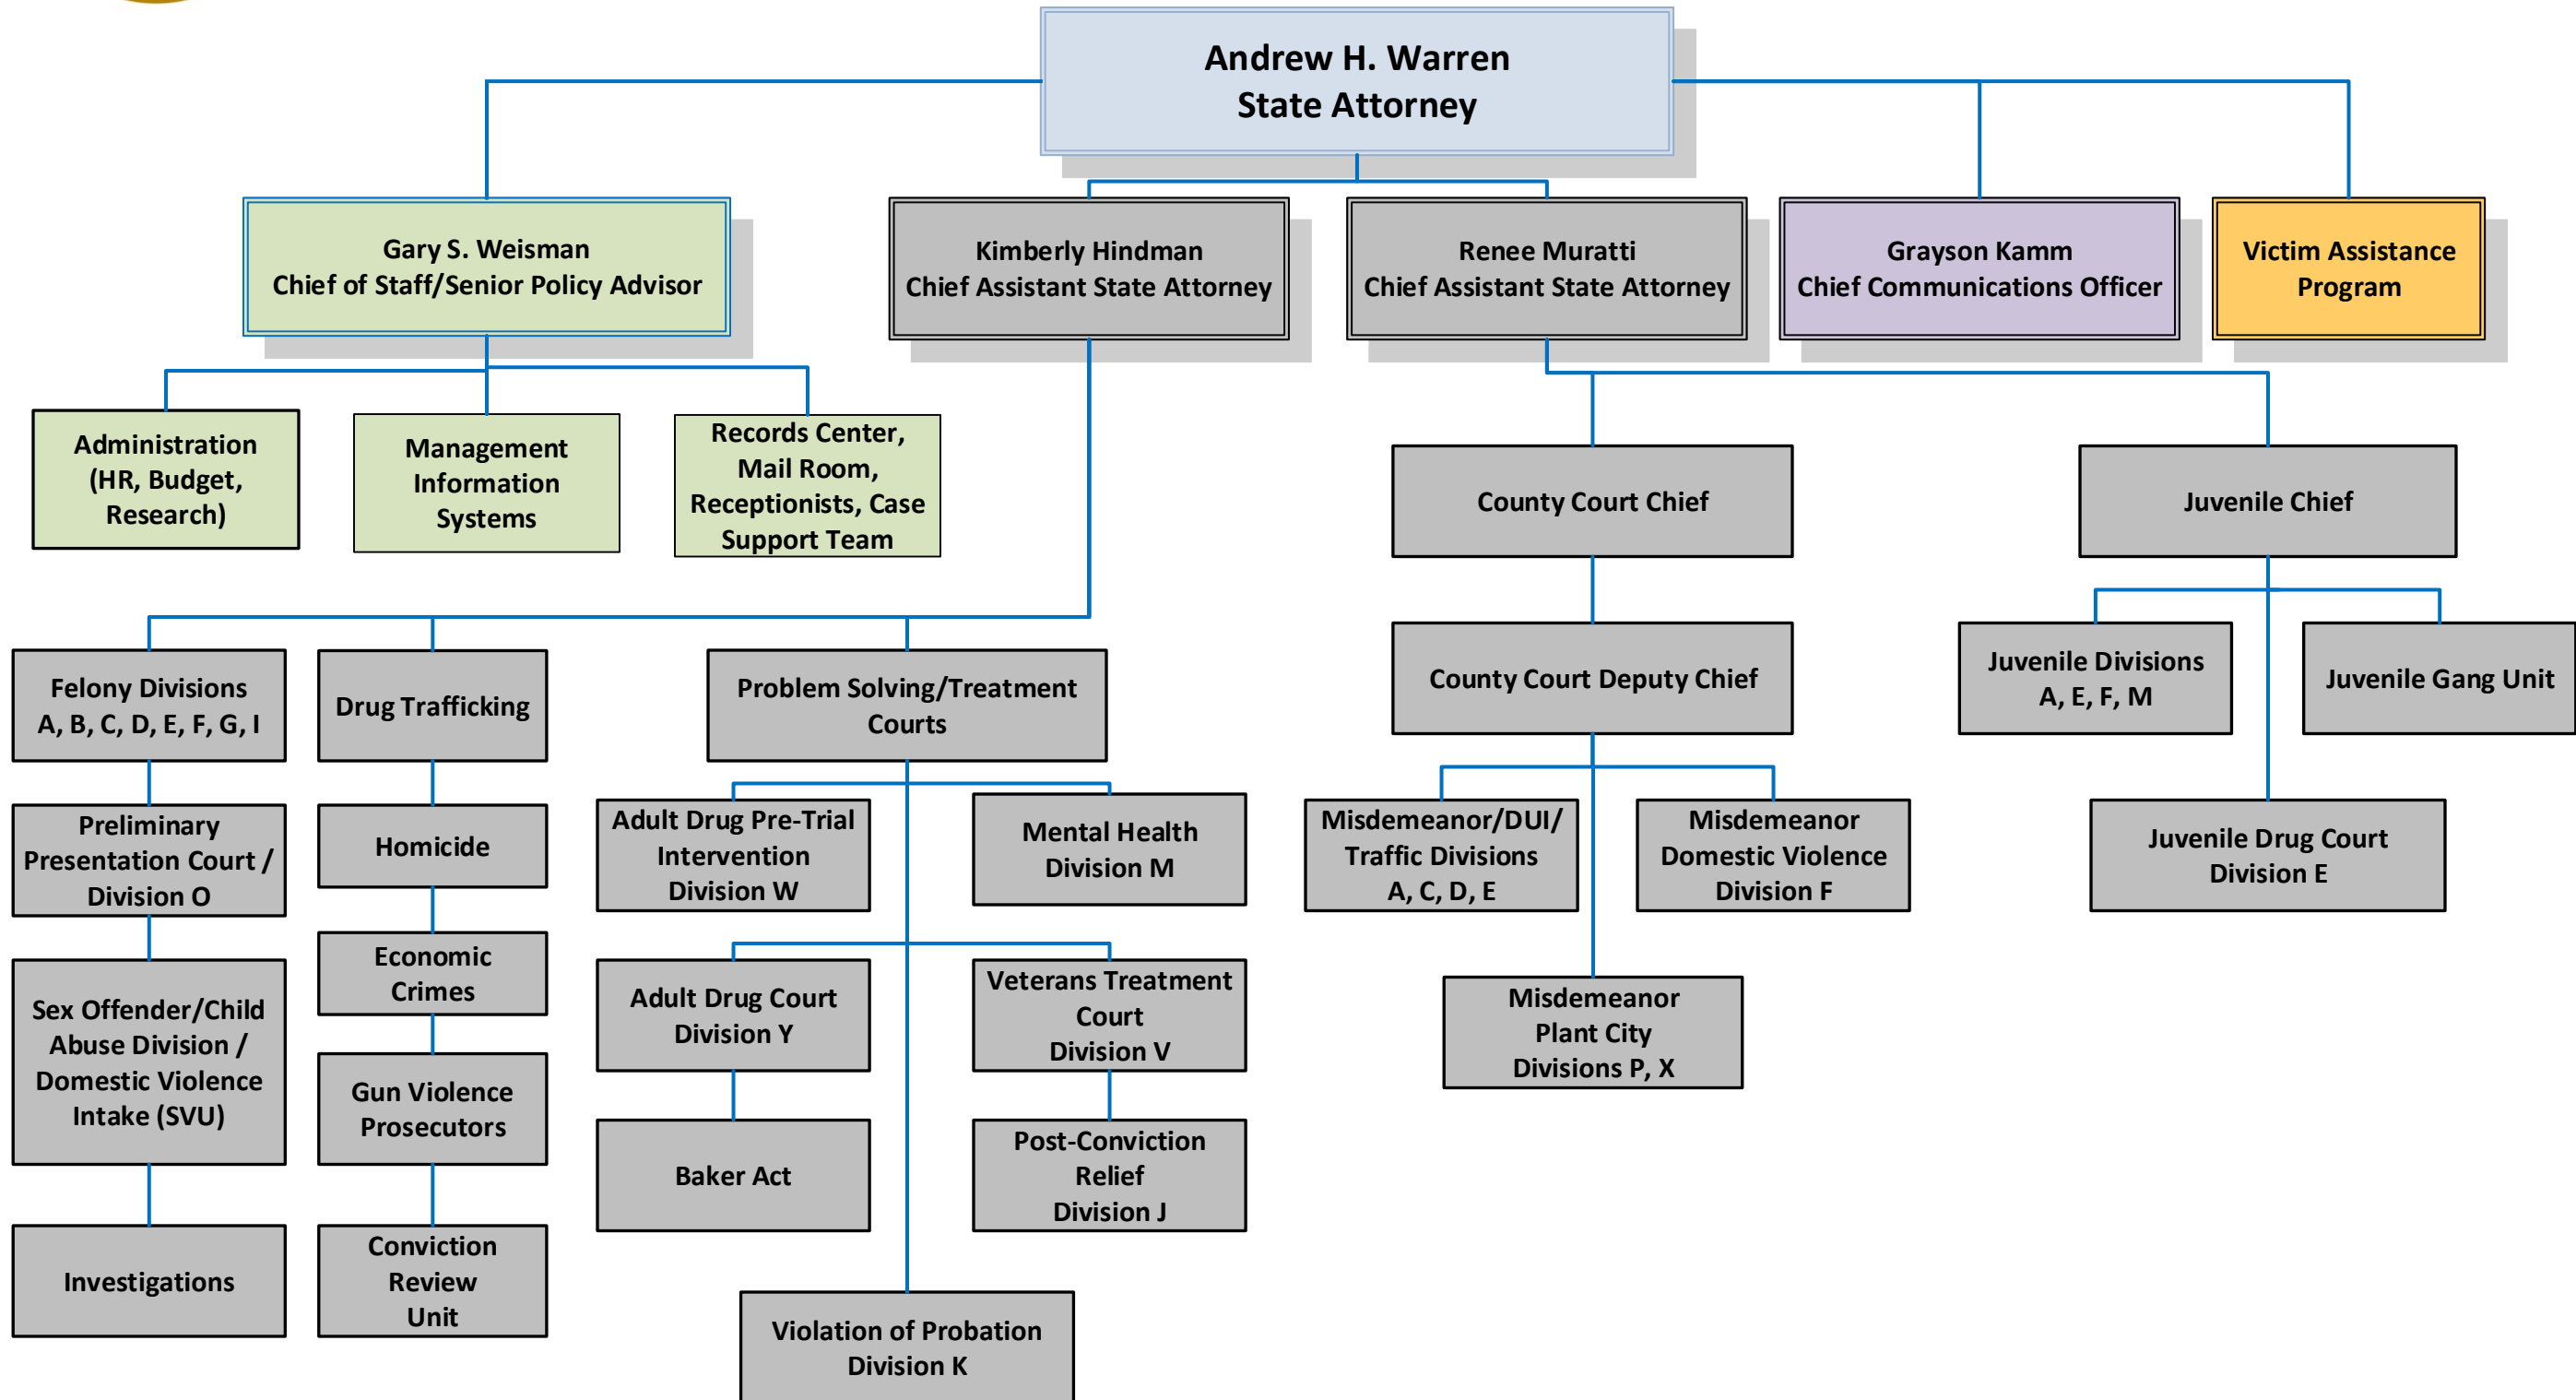 Andrew H. Warren
State Attorney
Gary S. Weisman
Chief of Staff/Senior Policy Advisor
Kimberly Hindman
Chief Assistant State Attorney
Renee Muratti
Chief Assistant State Attorney
Grayson Kamm
Chief Communications Officer
Victim Assistance
Program
Administration
(HR, Budget,
Research)
Management
Information
Systems
Records Center,
Mail Room,
Receptionists, Case
Support Team
County Court Chief
Juvenile Chief
County Court Deputy Chief
Juvenile Divisions
A, E, F, M
Juvenile Gang Unit
Felony Divisions
A, B, C, D, E, F, G, I
Drug Trafficking
Problem Solving/Treatment
Courts
Preliminary
Presentation Court /
Division O
Homicide
Adult Drug Pre-Trial
Intervention
Division W
Mental Health
Division M
Misdemeanor/DUI/
Traffic Divisions
A, C, D, E
Misdemeanor
Domestic Violence
Division F
Juvenile Drug Court
Division E
Economic
Crimes
Sex Offender/Child
Abuse Division /
Domestic Violence
Intake (SVU)
Adult Drug Court
Division Y
Veterans Treatment
Court
Division V
Misdemeanor
Plant City
Divisions P, X
Gun Violence
Prosecutors
Baker Act
Post-Conviction
Relief
Division J
Investigations
Conviction
Review
Unit
Violation of Probation
Division K